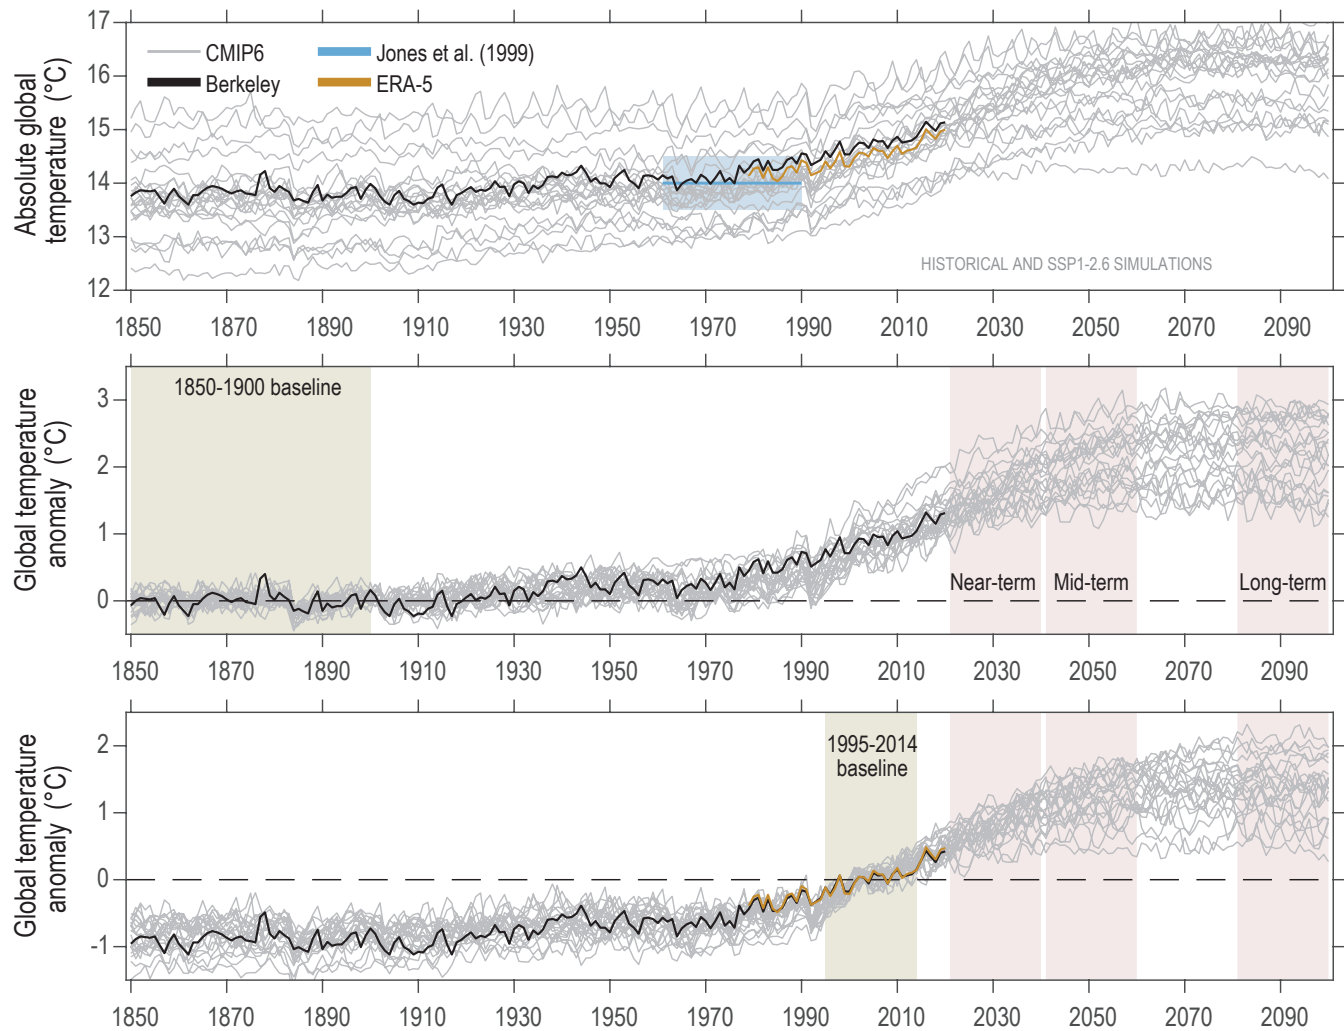 Absolute global
temperature (°C)
17
16
15
14
13
12
CMIP6
Berkeley
Jones et al. (1999)
ERA-5
HISTORICAL AND SSP1-2.6 SIMULATIONS
1850 1870 1890 1910 1930 1950 1970 1990 2010 2030 2050 2070 2090
Global temperature
anomaly (°C)
3
2
1
0
1850-1900 baseline
Near-term Mid-term Long-term
1850 1870 1890 1910 1930 1950 1970 1990 2010 2030 2050 2070 2090
Global temperature
anomaly (°C)
2
1
0
-1
1995-2014
baseline
1850 1870 1890 1910 1930 1950 1970 1990 2010 2030 2050 2070 2090